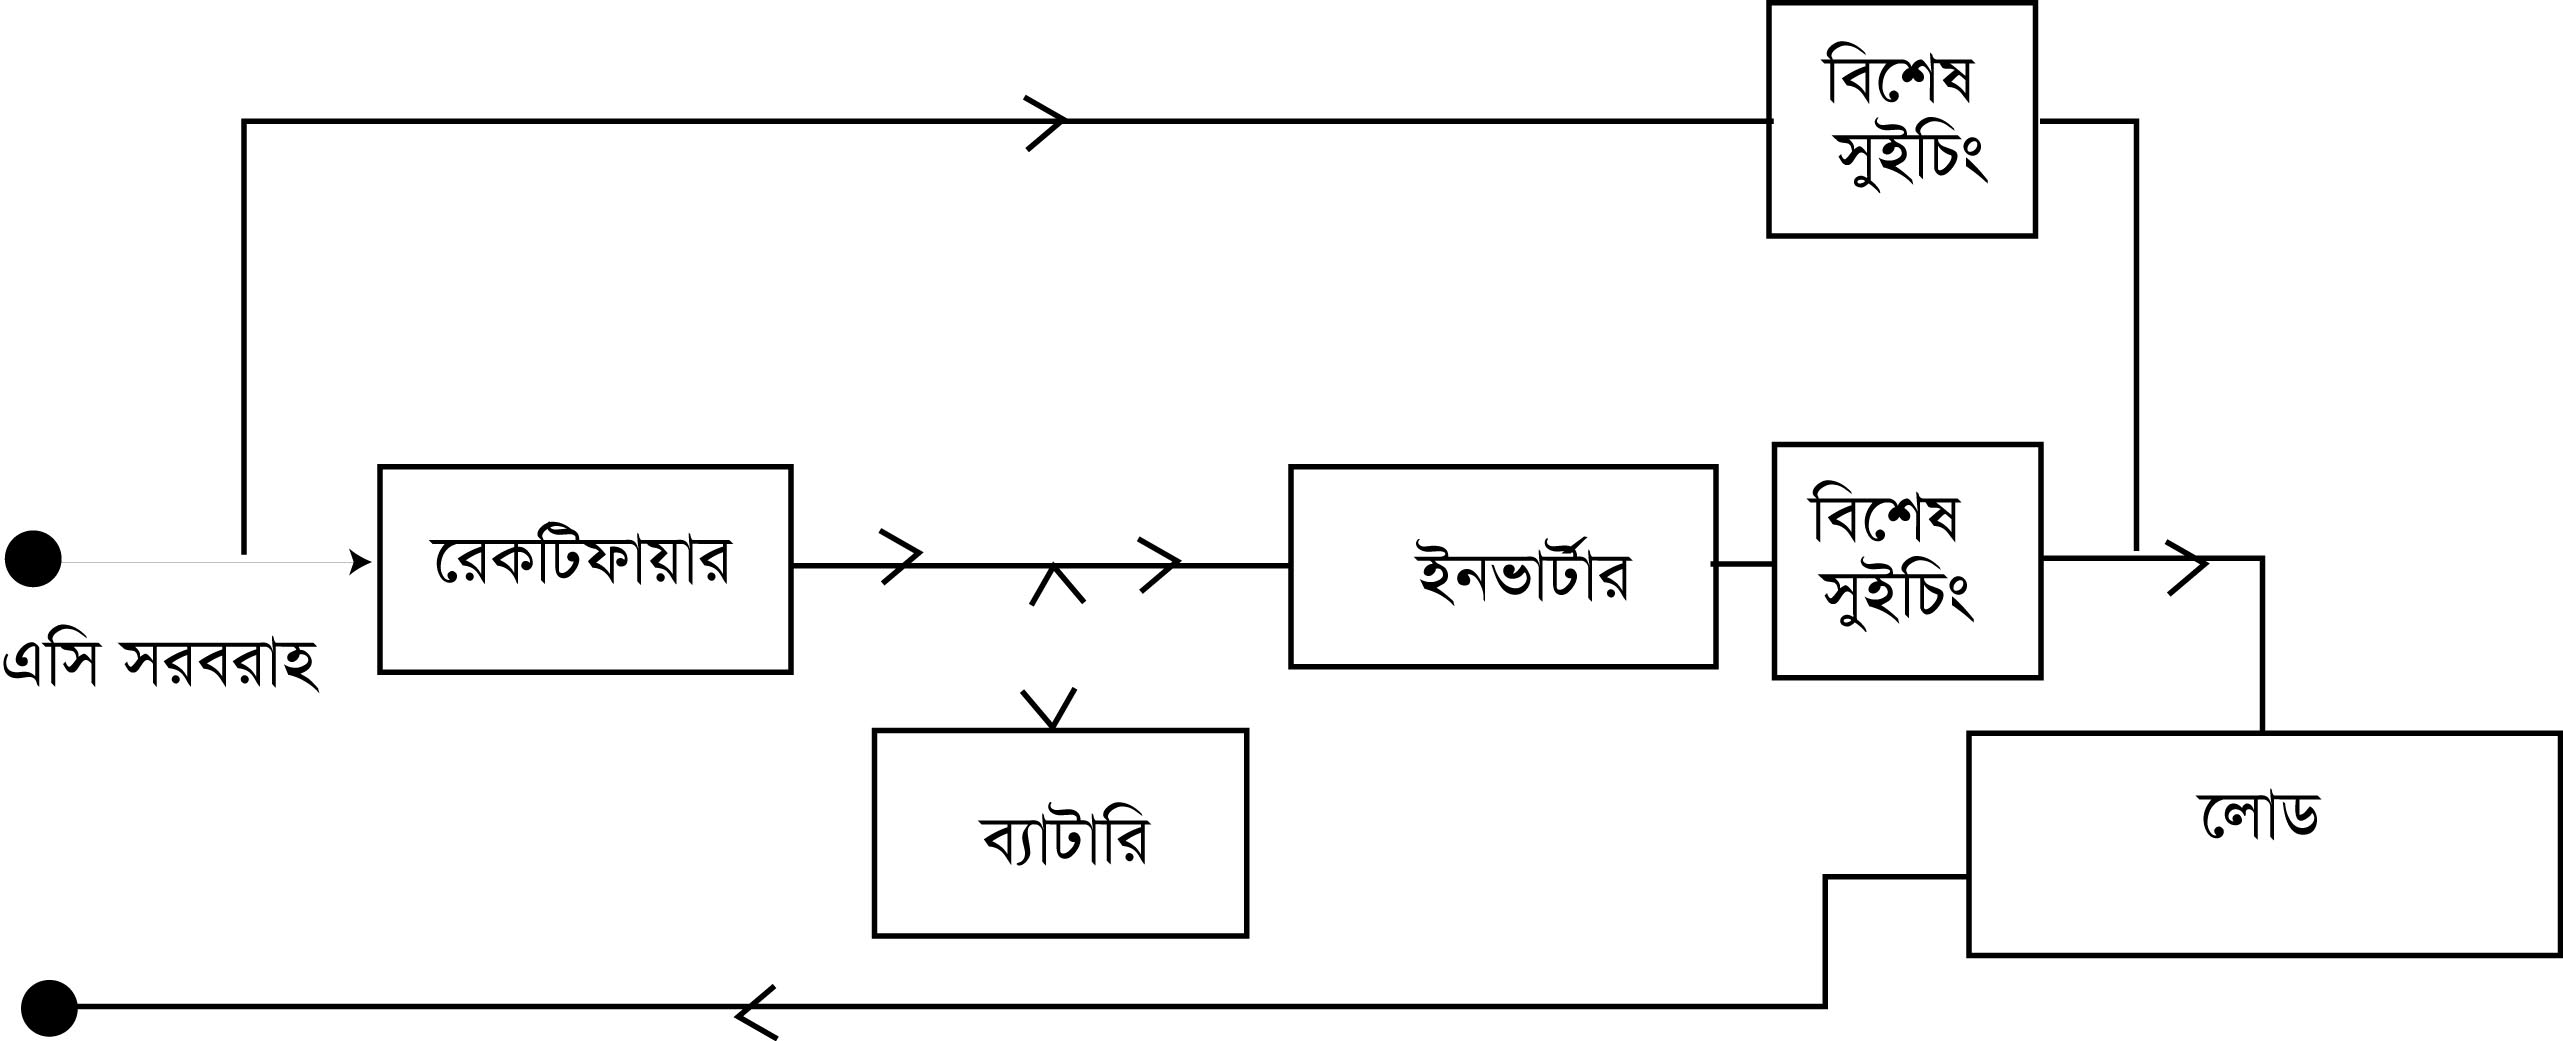 বিশেষ
সুইচিং
রেকটিফায়ার
ইনভার্টার
বিশেষ
সুইচিং
এসি সরবরাহ
ব্যাটারি
লোড